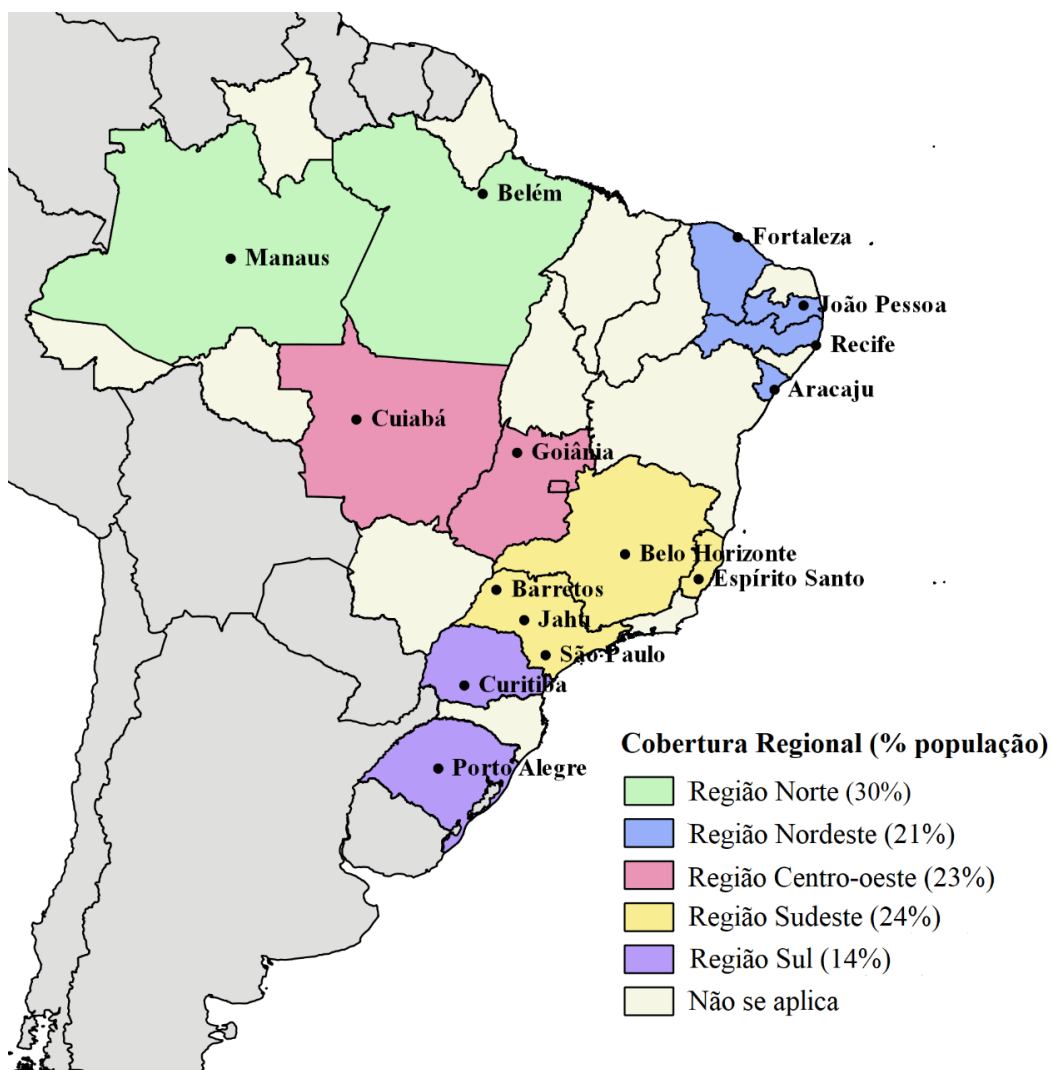 Belém
Fortaleza
Manaus
João Pessoa
Recife
Aracaju
Cuiabá
Goiânia
Belo Horizonte
Espírito Santo
Barretos
Jahu
São Paulo
Curitiba
Porto Alegre
Cobertura Regional (% população)
Região Norte (30%)
Região Nordeste (21%)
Região Centro-oeste (23%)
Região Sudeste (24%)
Região Sul (14%)
Não se aplica